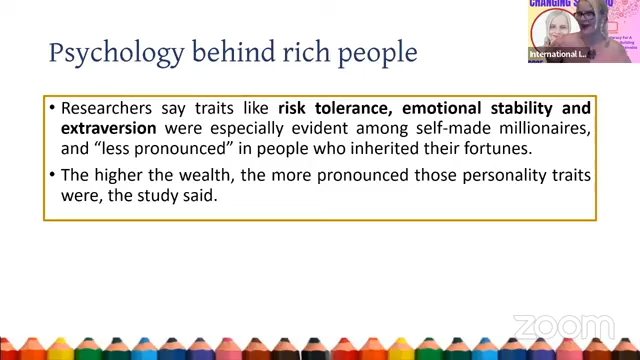 Psychology behind rich people
• Researchers say traits like risk tolerance, emotional stability and
extraversion were especially evident among self-made millionaires,
and “less pronounced” in people who inherited their fortunes.
• The higher the wealth, the more pronounced those personality traits
were, the study said.
CHANGING
International L...
zoom